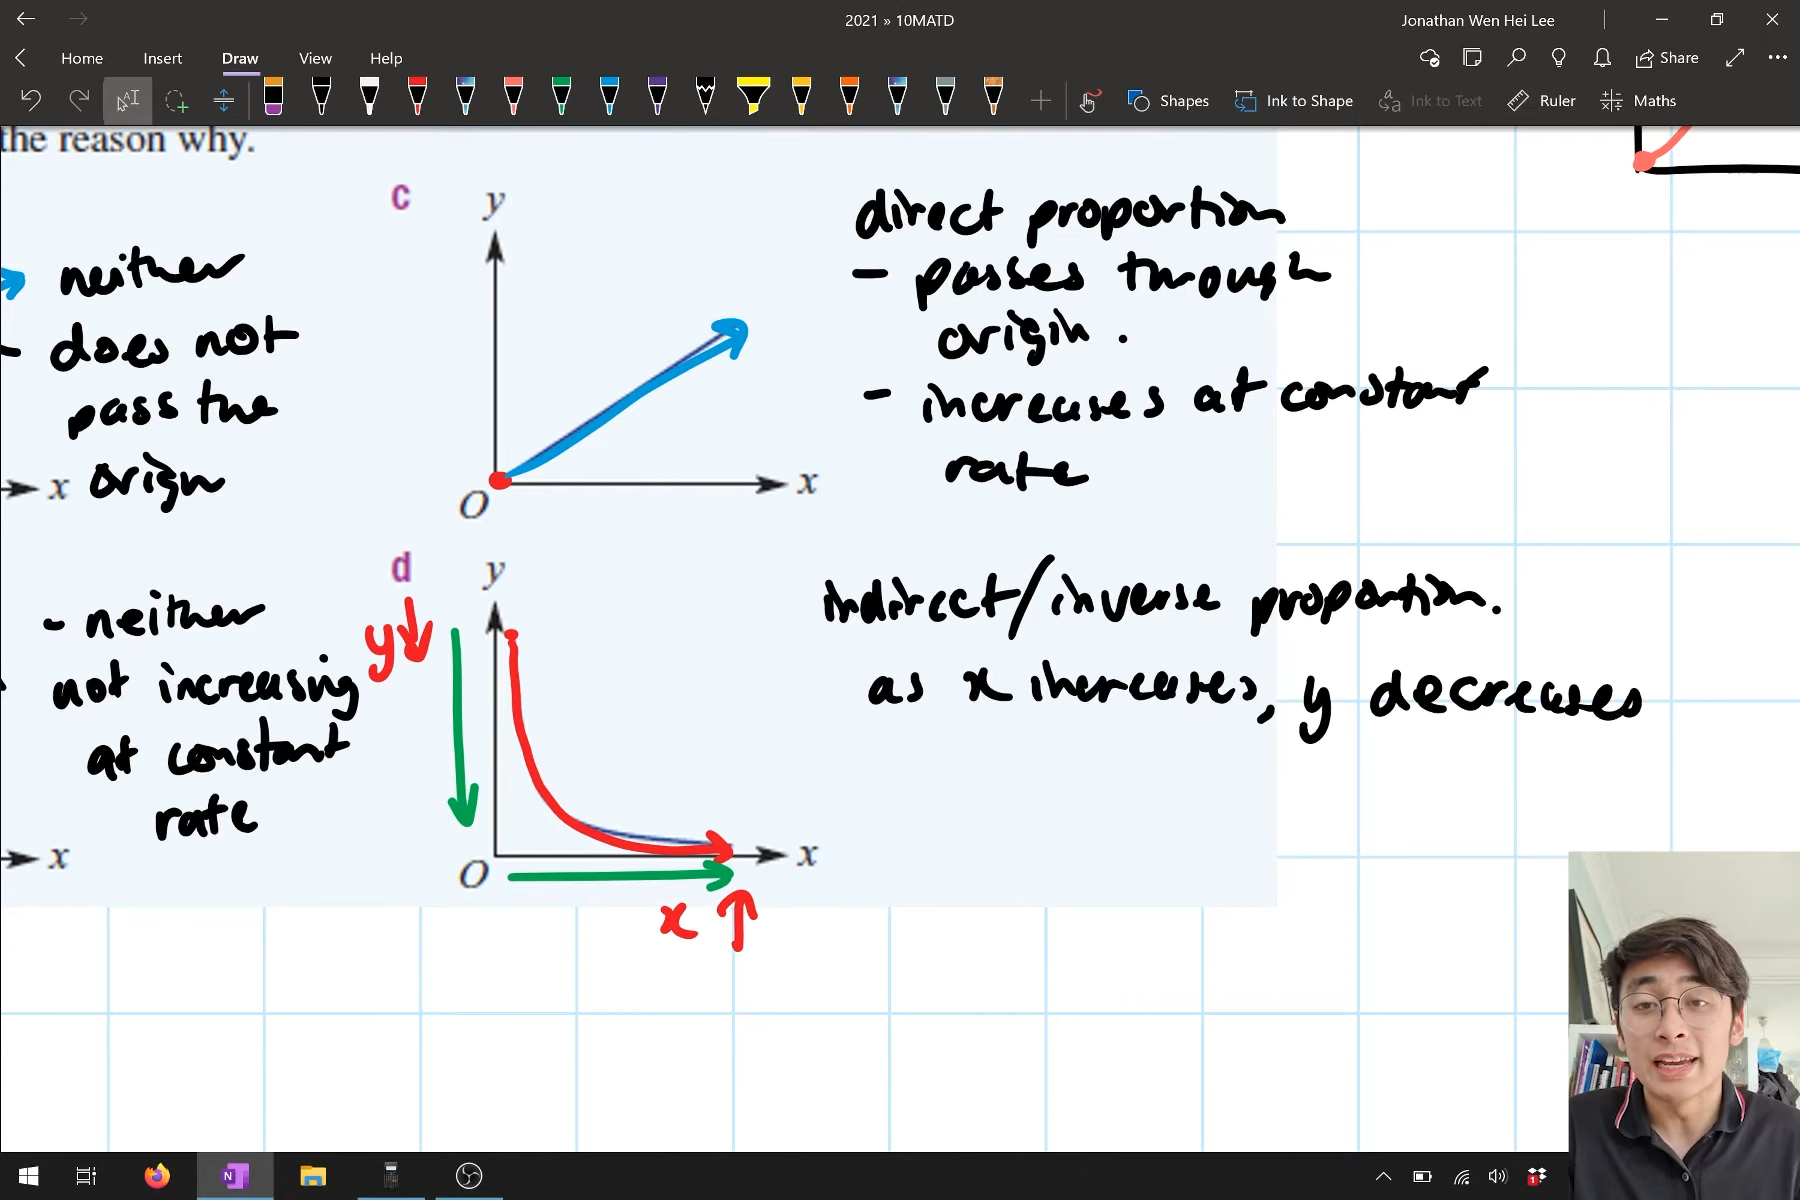 2021 » 10MATD
Jonathan Wen Hei Lee
Home Insert Draw View Help
Share
Shapes Ink to Shape Ink to Text Ruler Maths
the reason why.
neither
- does not
pass the
origin
x
- neither
not increasing
at constant
rate
x
c
y
O
x
direct proportion
- passes through
origin.
- increases at constant
rate
d
y
y↓
O
x
x ↑
indirect/inverse proportion.
as x increases, y decreases